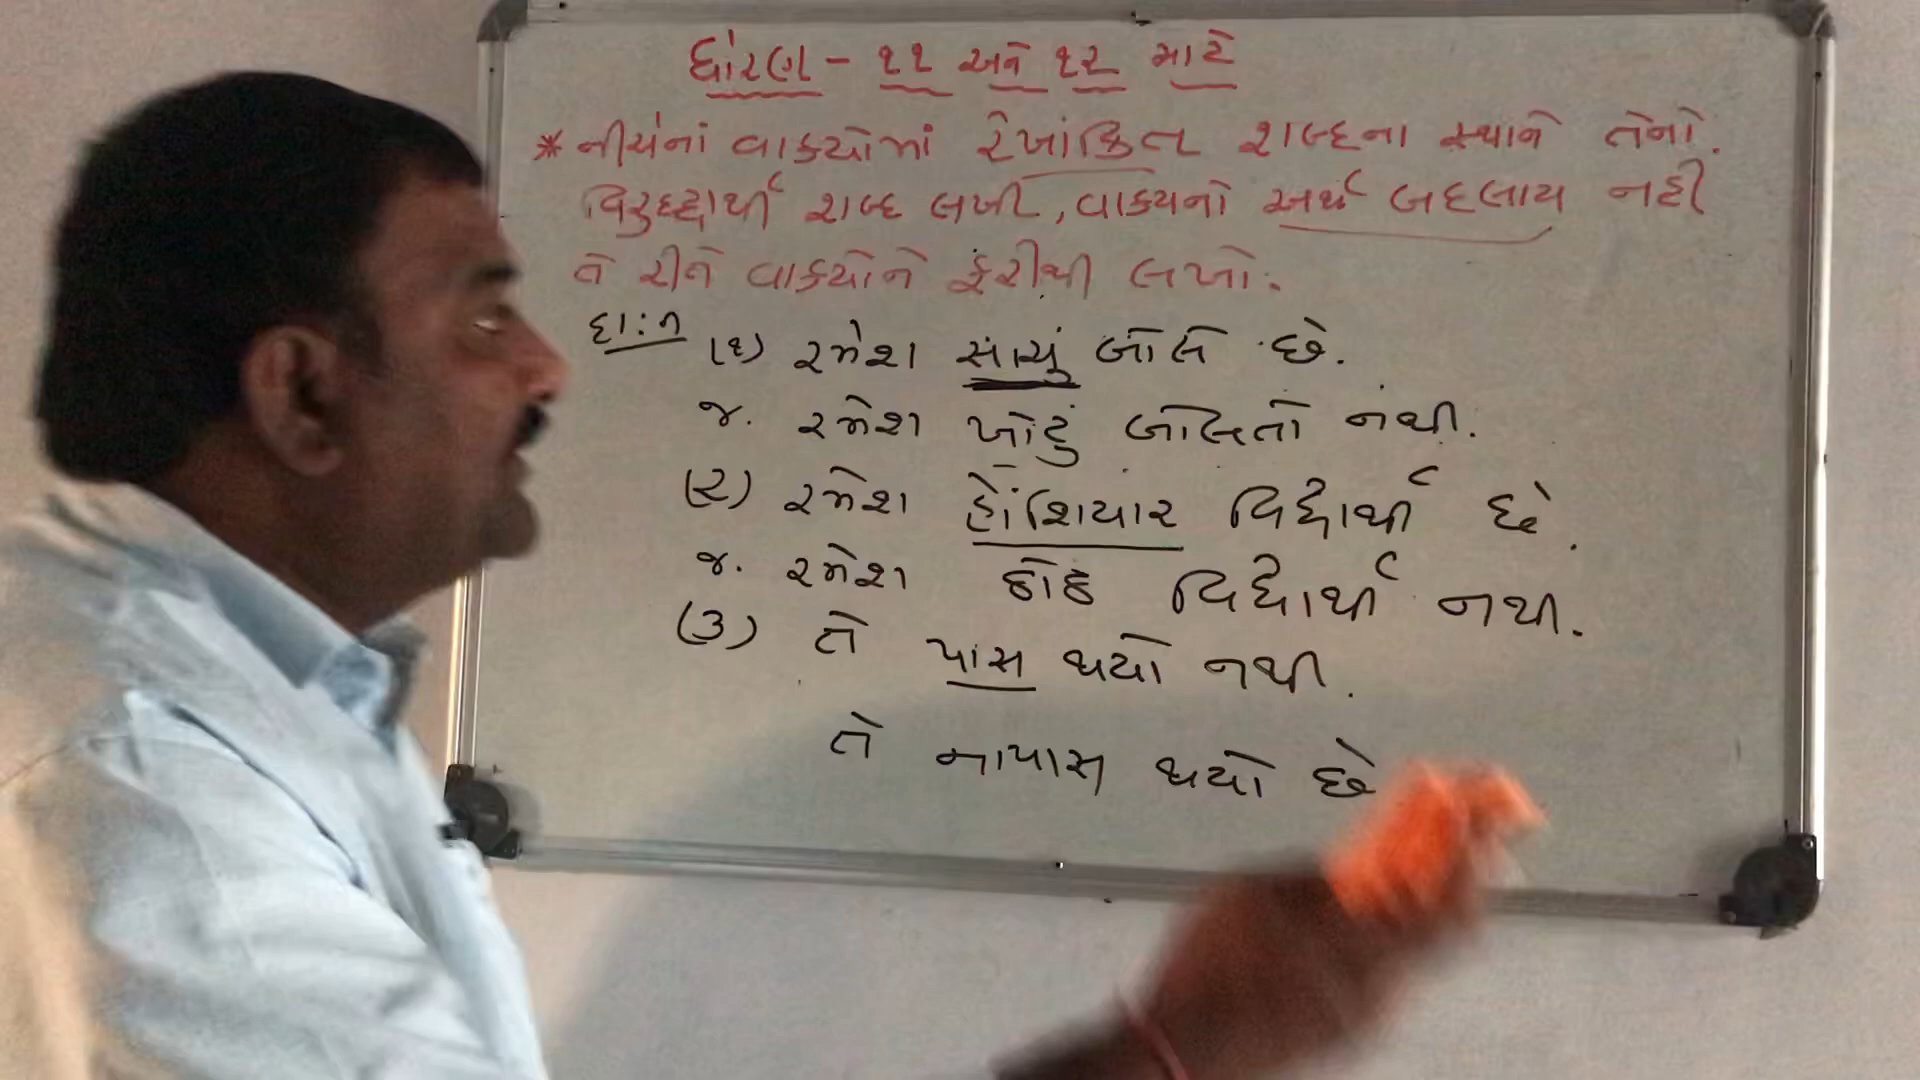 ધોરણ - ૧૧ અને ૧૨ માટે
* નીચેનાં વાક્યોમાં રેખાંકિત શબ્દના સ્થાને તેનો
વિરુદ્ધાર્થી શબ્દ લખી, વાક્યનો અર્થ બદલાય નહી
તે રીતે વાક્યોને ફરીથી લખો.
દા:ત (૧) રમેશ સાચું બોલે છે.
જ. રમેશ ખોટું બોલતો નથી.
(૨) રમેશ હોંશિયાર વિદ્યાર્થી છે.
જ. રમેશ ઠોઠ વિદ્યાર્થી નથી.
(૩) તે પાસ થયો નથી.
તે નાપાસ થયો છે